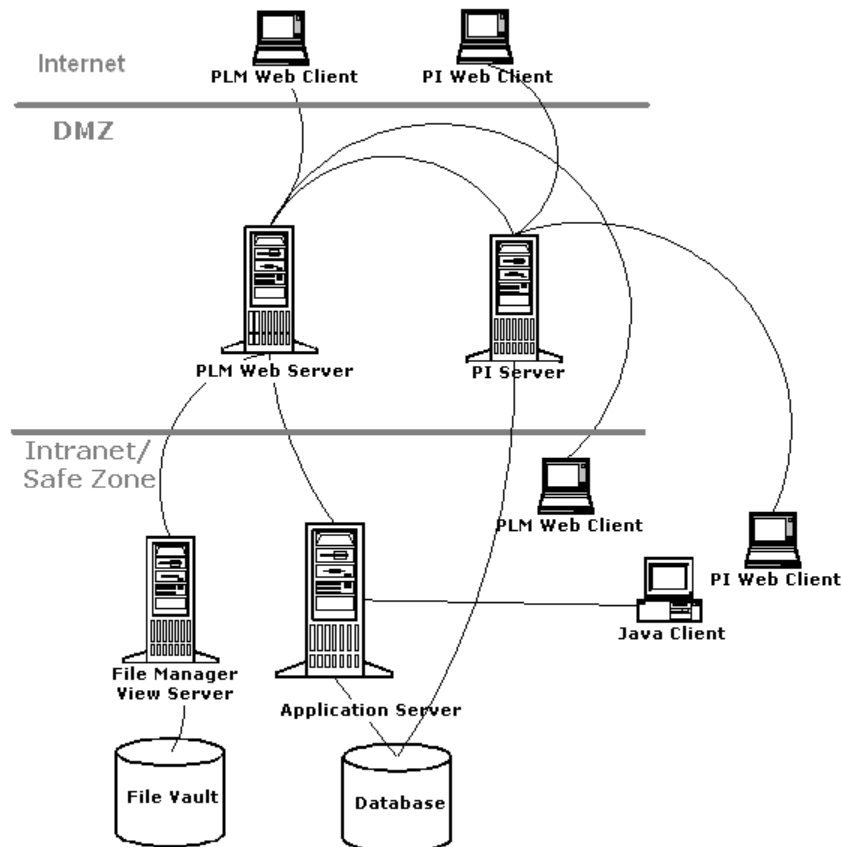 PLM Web Client
PI Web Client
Internet
DMZ
PLM Web Server
PI Server
Intranet/
Safe Zone
PLM Web Client
PI Web Client
Java Client
File Manager
View Server
Application Server
File Vault
Database